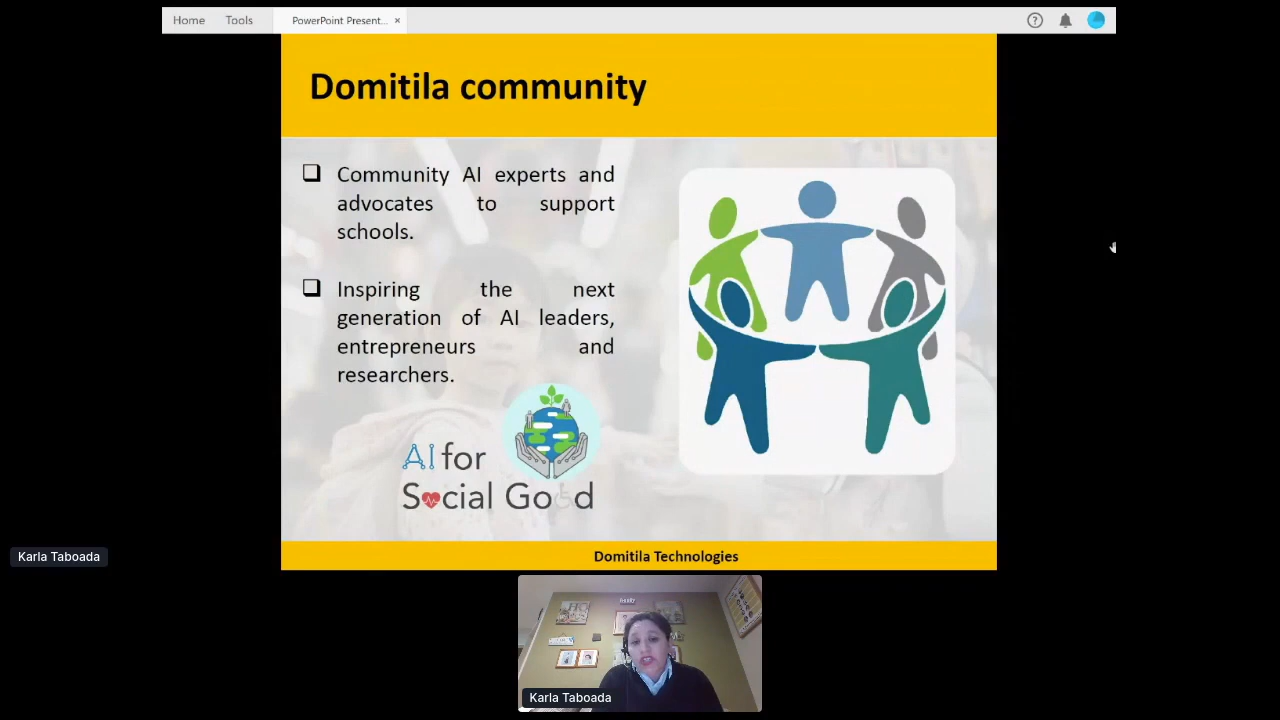 Home Tools PowerPoint Present... ×
Domitila community
Community AI experts and
advocates to support
schools.
Inspiring the next
generation of AI leaders,
entrepreneurs and
researchers.
AI for
Social Good
Domitila Technologies
Karla Taboada
Family
Karla Taboada